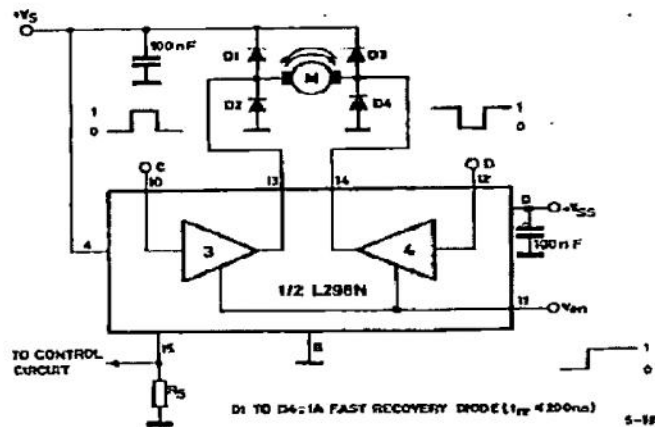 +VS
100nF
D1
D3
M
D2
D4
1
0
1
0
C
D
10
13
14
12
+VSS
4
3
4
100nF
1/2 L298N
11
Ven
15
8
TO CONTROL
CIRCUIT
RS
1
0
D1 TO D4:1A FAST RECOVERY DIODE (trr ≤ 200ns)